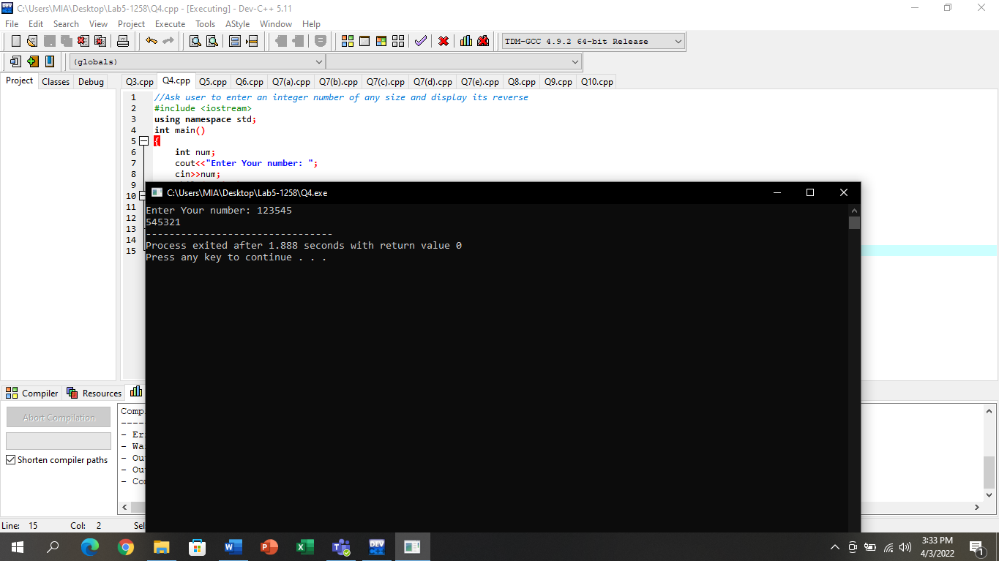 C:\Users\MIA\Desktop\Lab5-1258\Q4.cpp - [Executing] - Dev-C++ 5.11
File Edit Search View Project Execute Tools AStyle Window Help
TDM-GCC 4.9.2 64-bit Release
(globals)
Project Classes Debug
Q3.cpp Q4.cpp Q5.cpp Q6.cpp Q7(a).cpp Q7(b).cpp Q7(c).cpp Q7(d).cpp Q7(e).cpp Q8.cpp Q9.cpp Q10.cpp
1 //Ask user to enter an integer number of any size and display its reverse
2 #include <iostream>
3 using namespace std;
4 int main()
5 {
6 int num;
7 cout<<"Enter Your number: ";
8 cin>>num;
9
10
11
12
13
14
15
C:\Users\MIA\Desktop\Lab5-1258\Q4.exe
Enter Your number: 123545
545321
--------------------------------
Process exited after 1.888 seconds with return value 0
Press any key to continue . . .
Compiler Resources
Abort Compilation
Shorten compiler paths
Comp
----
- Er
- Wa
- Ou
- Ou
- Co
Line: 15 Col: 2 Sel
DEV C++
3:33 PM
4/3/2022
1